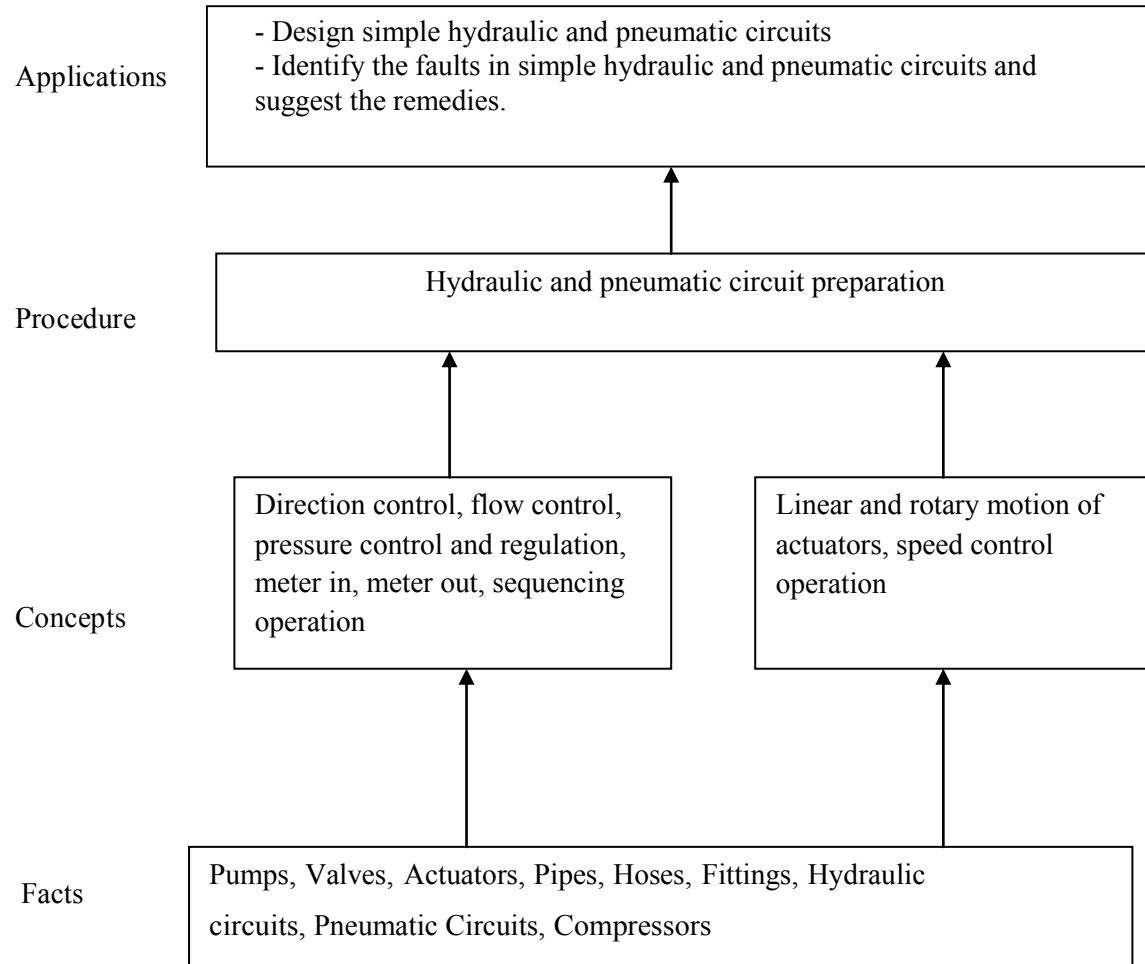 Applications
- Design simple hydraulic and pneumatic circuits
- Identify the faults in simple hydraulic and pneumatic circuits and
suggest the remedies.
Procedure
Hydraulic and pneumatic circuit preparation
Concepts
Direction control, flow control,
pressure control and regulation,
meter in, meter out, sequencing
operation
Linear and rotary motion of
actuators, speed control
operation
Facts
Pumps, Valves, Actuators, Pipes, Hoses, Fittings, Hydraulic
circuits, Pneumatic Circuits, Compressors